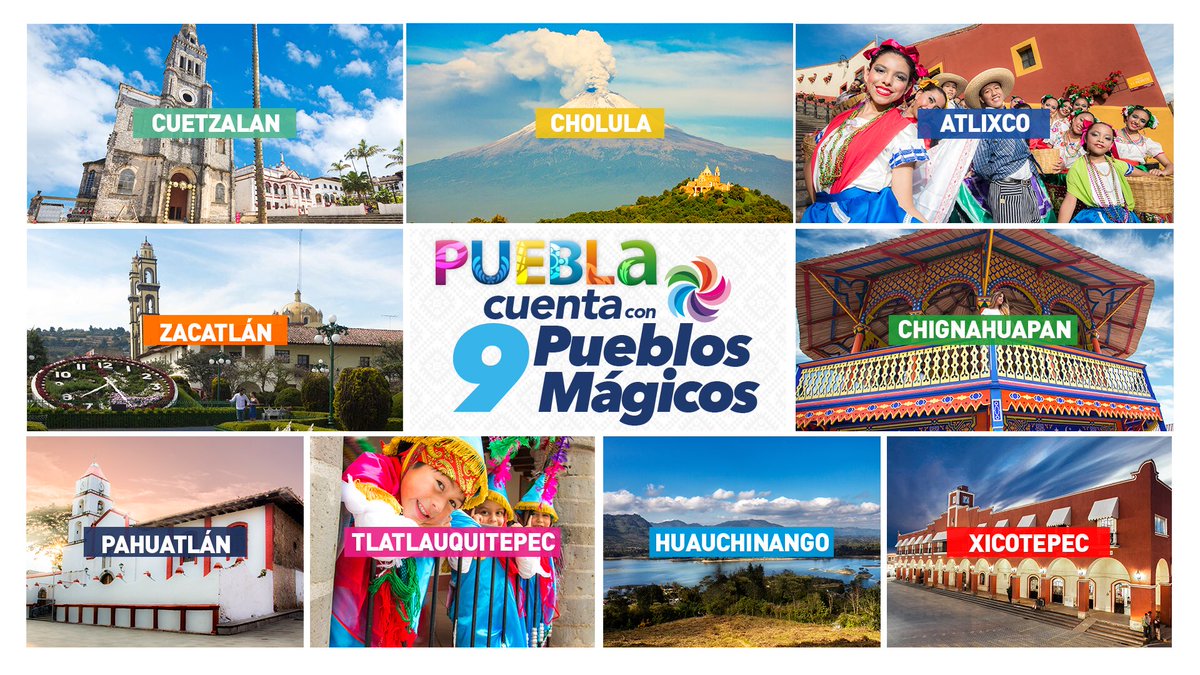 CUETZALAN
CHOLULA
ATLIXCO
ZACATLÁN
PUEBLA
cuenta con
9 Pueblos
Mágicos
CHIGNAHUAPAN
PAHUATLÁN
TLATLAUQUITEPEC
HUAUCHINANGO
XICOTEPEC